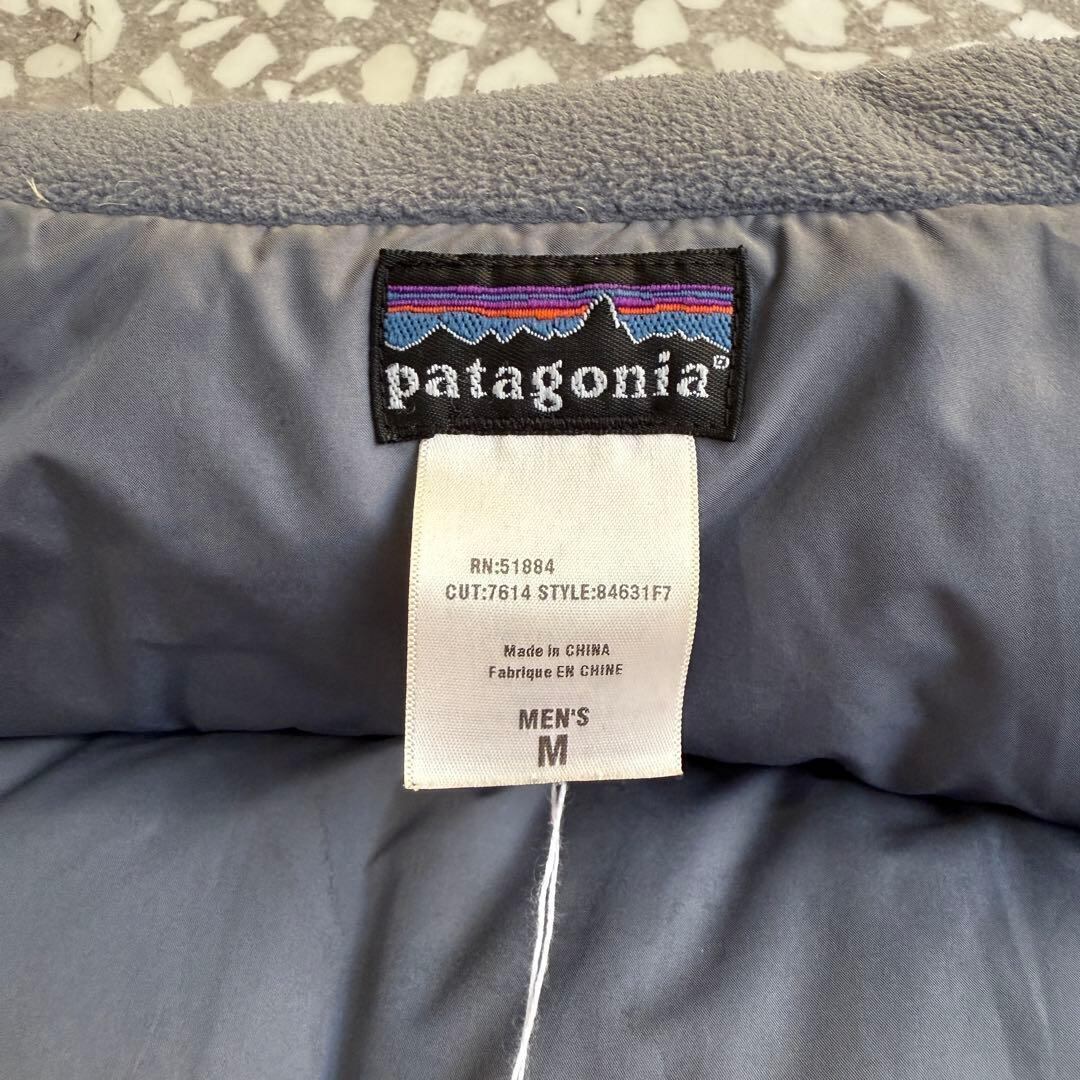 patagonia®
RN:51884
CUT:7614 STYLE:84631F7
Made in CHINA
Fabrique EN CHINE
MEN'S
M